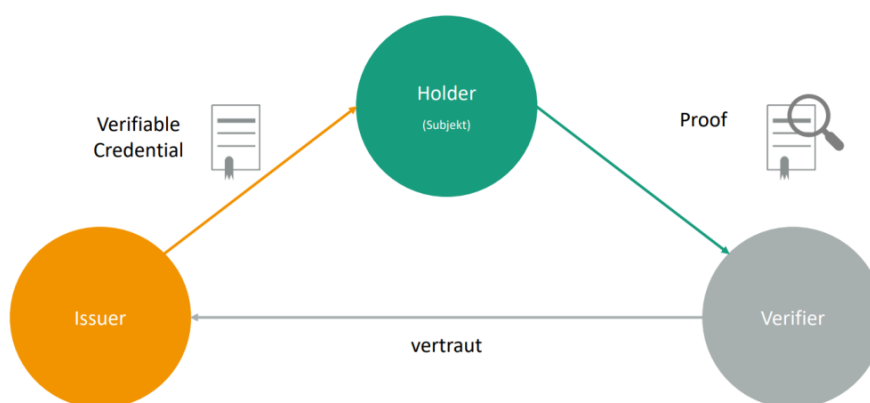 Holder
(Subjekt)
Verifiable
Credential
Proof
Issuer
Verifier
vertraut